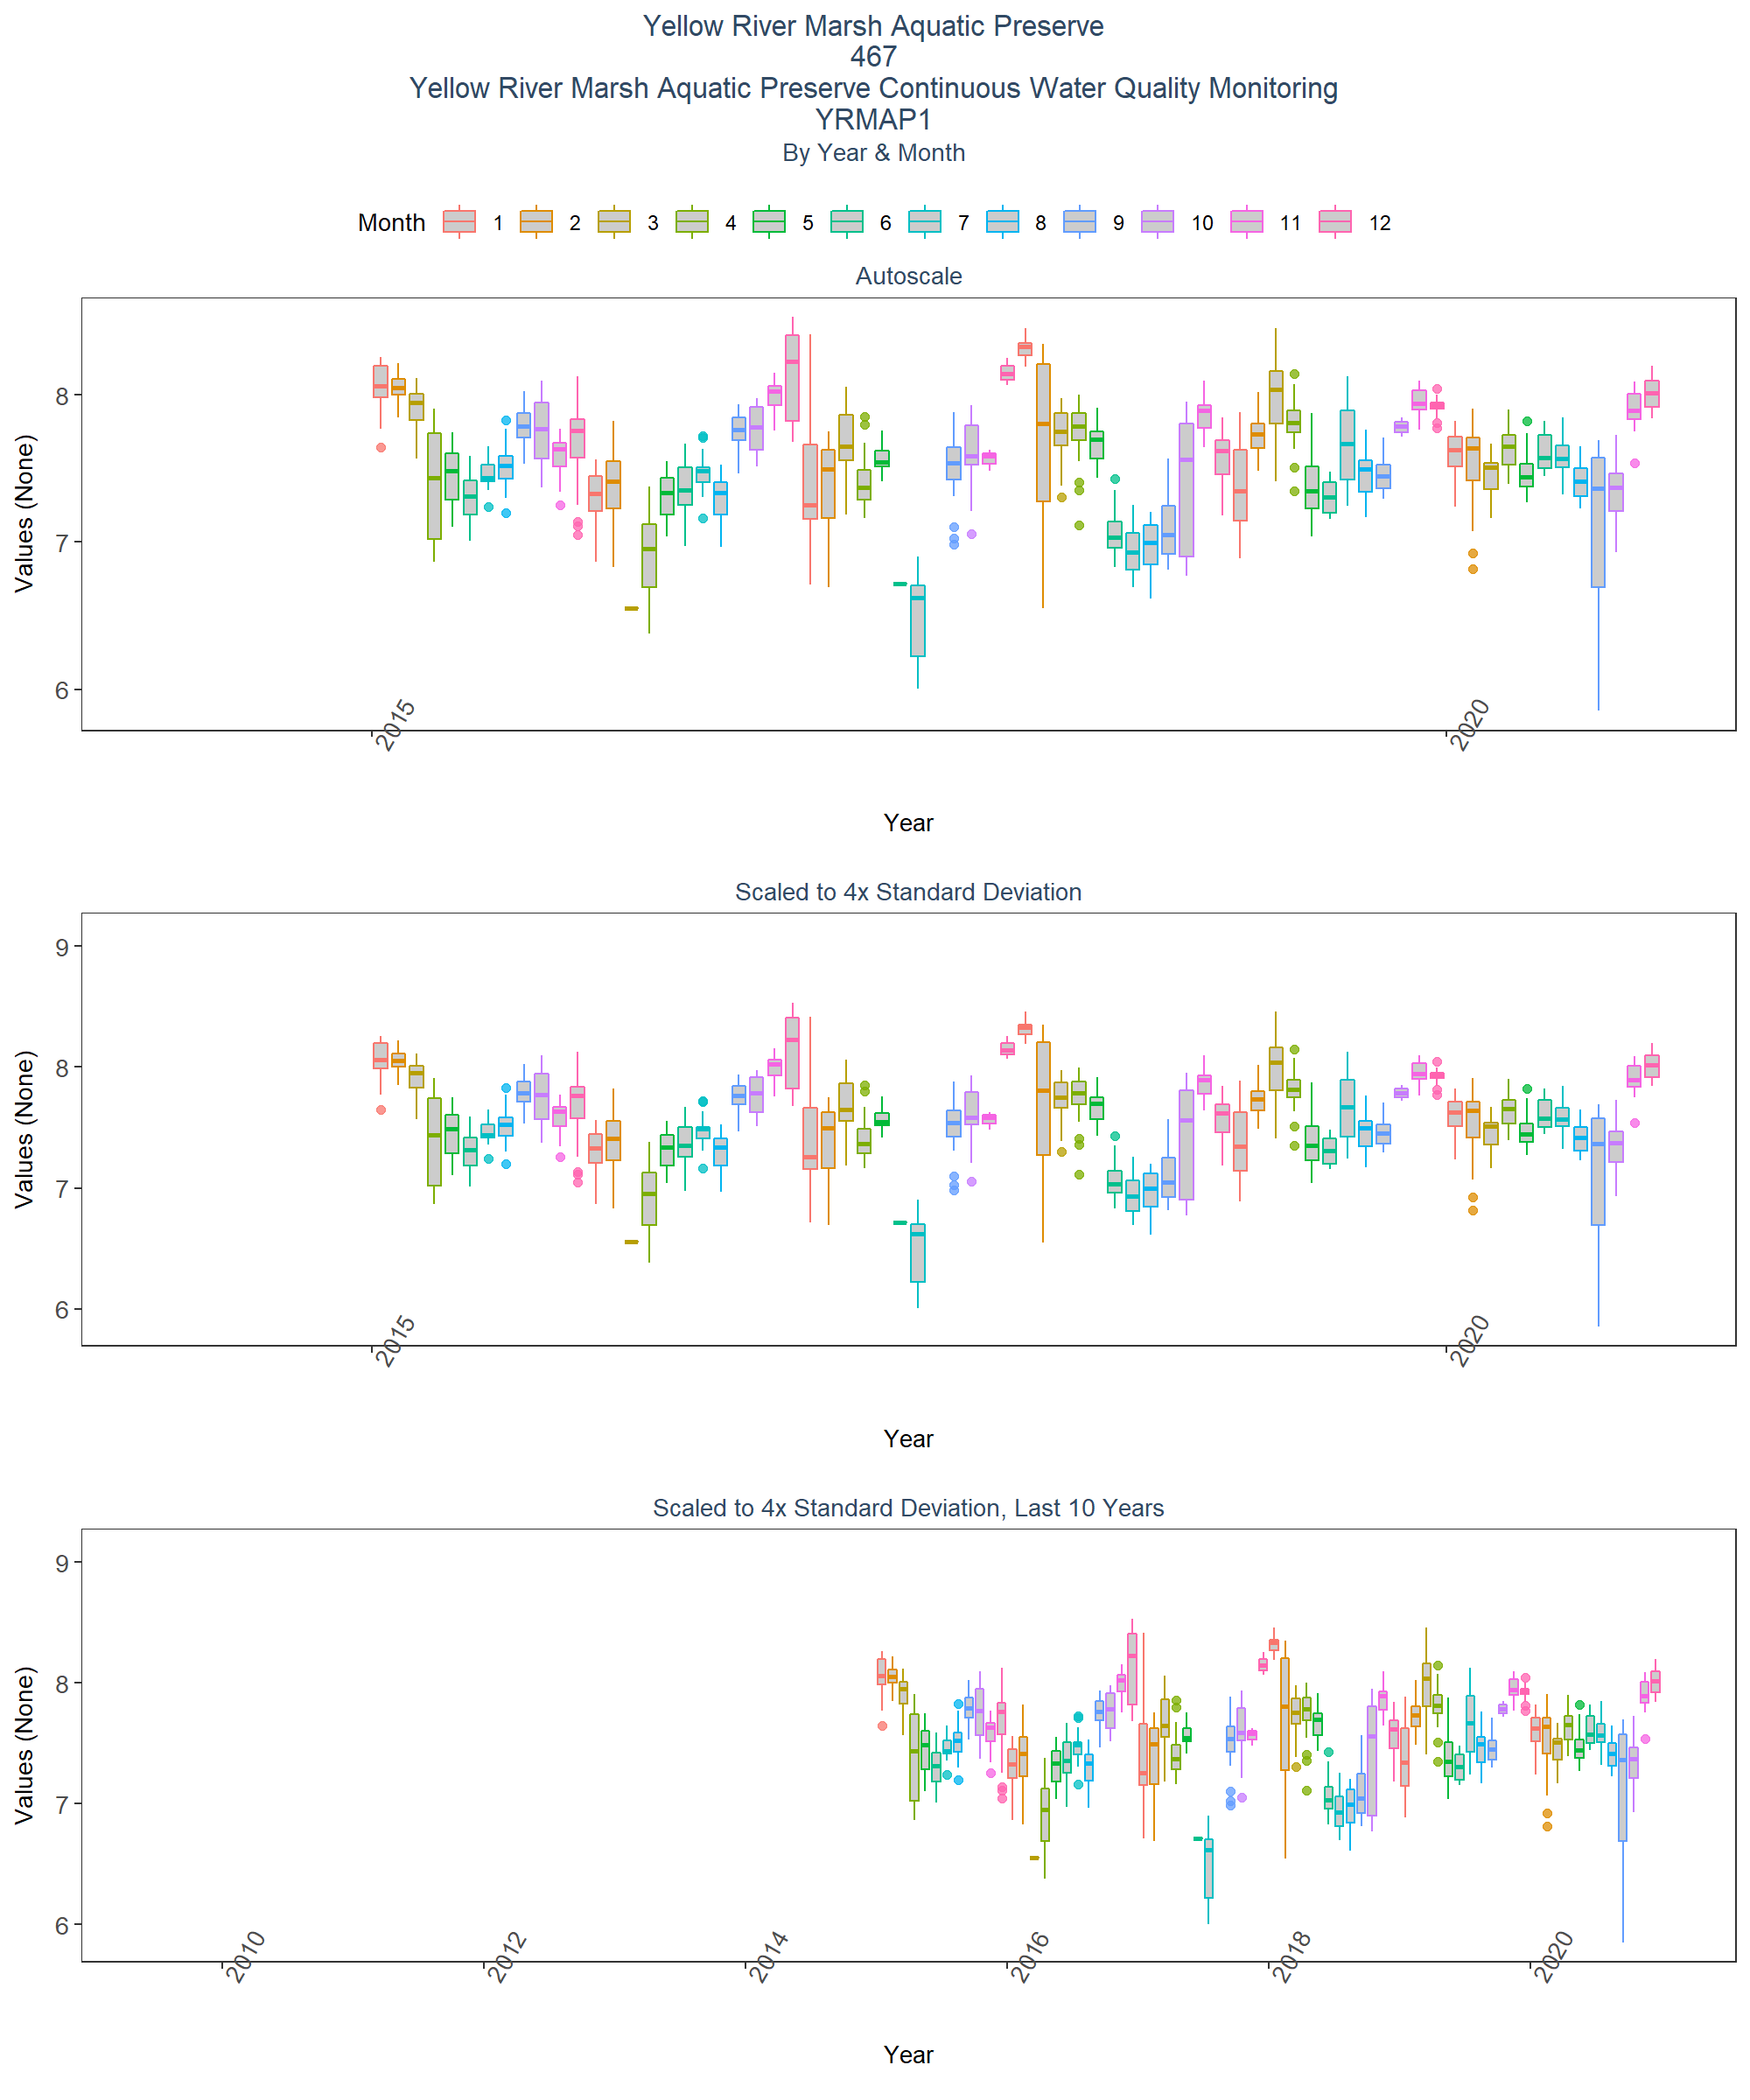 Yellow River Marsh Aquatic Preserve
467
Yellow River Marsh Aquatic Preserve Continuous Water Quality Monitoring
YRMAP1
By Year & Month
Month 1 2 3 4 5 6 7 8 9 10 11 12
Autoscale
Values (None)
8
7
6
2015 2020
Year
Scaled to 4x Standard Deviation
Values (None)
9
8
7
6
2015 2020
Year
Scaled to 4x Standard Deviation, Last 10 Years
Values (None)
9
8
7
6
2010 2012 2014 2016 2018 2020
Year